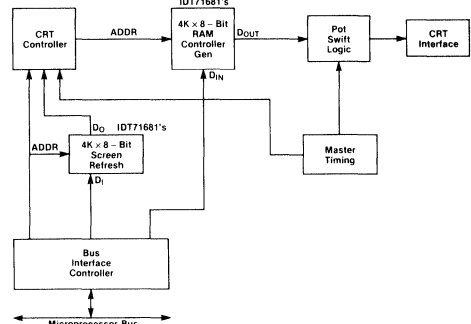 IDT71681's
CRT
Controller
ADDR
4K × 8 – Bit
RAM
Controller
Gen
DOUT
Pot
Swift
Logic
CRT
Interface
DIN
DO IDT71681's
ADDR
4K × 8 – Bit
Screen
Refresh
DI
Master
Timing
Bus
Interface
Controller
Microprocessor Bus